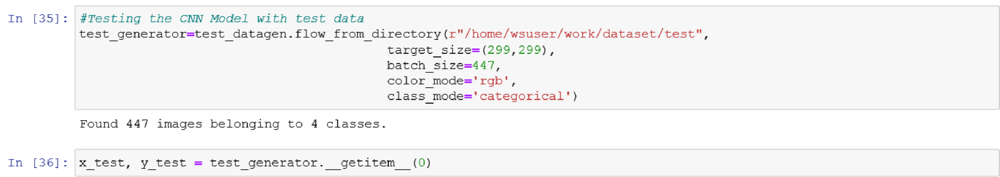 In [35]: #Testing the CNN Model with test data
test_generator=test_datagen.flow_from_directory(r"/home/wsuser/work/dataset/test",
target_size=(299,299),
batch_size=447,
color_mode='rgb',
class_mode='categorical')
Found 447 images belonging to 4 classes.
In [36]: x_test, y_test = test_generator.__getitem__(0)